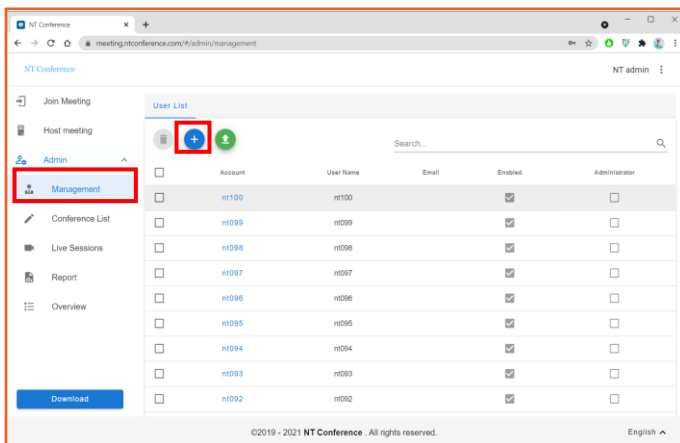 NT Conference
meeting.ntconference.com/#/admin/management
NT Conference
NT admin
Join Meeting
Host meeting
Admin
Management
Conference List
Live Sessions
Report
Overview
Download
User List
Search...
Account User Name Email Enabled Administrator
nt100 nt100
nt099 nt099
nt098 nt098
nt097 nt097
nt096 nt096
nt095 nt095
nt094 nt094
nt093 nt093
nt092 nt092
©2019 - 2021 NT Conference . All rights reserved.
English